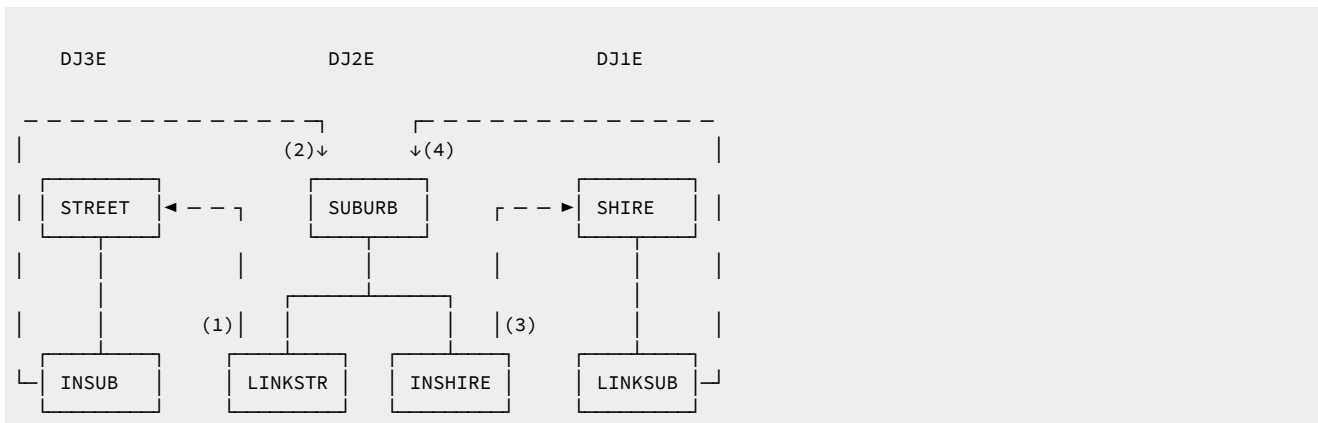 DJ3E DJ2E DJ1E
(2) (4)
STREET SUBURB SHIRE
(1) (3)
INSUB LINKSTR INSHIRE LINKSUB